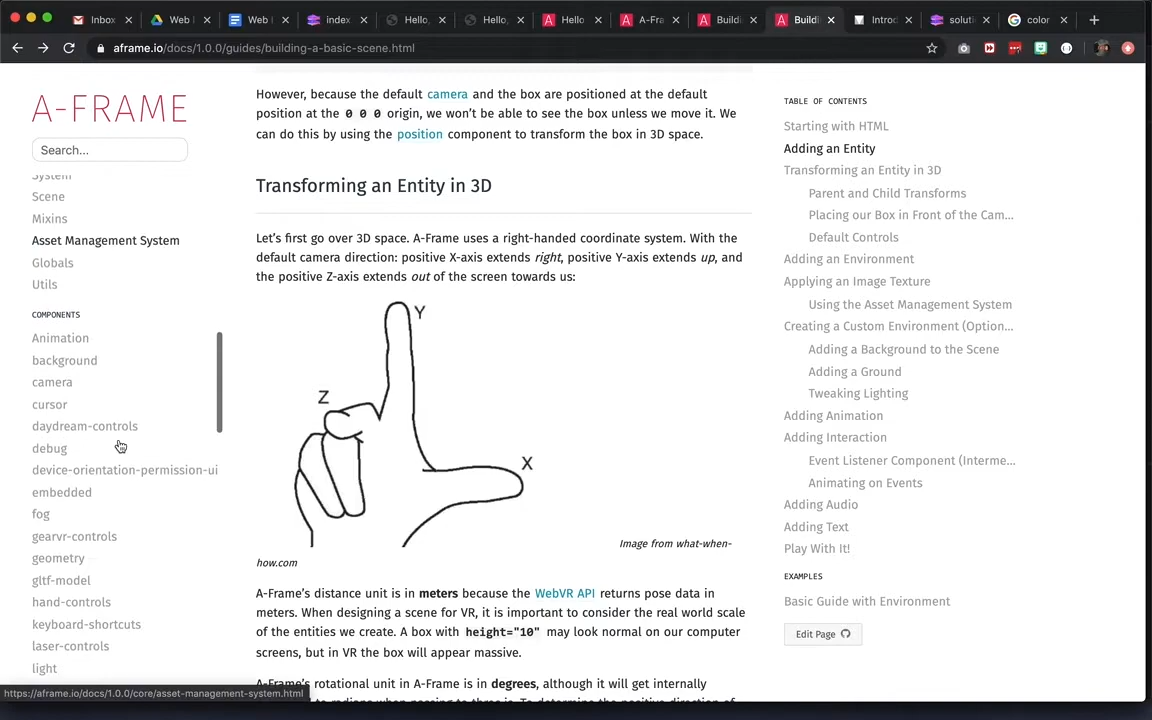 Inbox
Web I
Web I
index
Hello,
Hello,
Hello
A-Fra
Buildi
Buildi
Introd
soluti
color
aframe.io/docs/1.0.0/guides/building-a-basic-scene.html
A-FRAME
Search...
System
Scene
Mixins
Asset Management System
Globals
Utils
COMPONENTS
Animation
background
camera
cursor
daydream-controls
debug
device-orientation-permission-ui
embedded
fog
gearvr-controls
geometry
gltf-model
hand-controls
keyboard-shortcuts
laser-controls
light
However, because the default camera and the box are positioned at the default
position at the 0 0 0 origin, we won't be able to see the box unless we move it. We
can do this by using the position component to transform the box in 3D space.
Transforming an Entity in 3D
Let's first go over 3D space. A-Frame uses a right-handed coordinate system. With the
default camera direction: positive X-axis extends right, positive Y-axis extends up, and
the positive Z-axis extends out of the screen towards us:
Y
Z
X
Image from what-when-
how.com
A-Frame's distance unit is in meters because the WebVR API returns pose data in
meters. When designing a scene for VR, it is important to consider the real world scale
of the entities we create. A box with height="10" may look normal on our computer
screens, but in VR the box will appear massive.
A-Frame's rotational unit in A-Frame is in degrees, although it will get internally
to radians when passing to three.js. To determine the positive direction of
TABLE OF CONTENTS
Starting with HTML
Adding an Entity
Transforming an Entity in 3D
Parent and Child Transforms
Placing our Box in Front of the Cam...
Default Controls
Adding an Environment
Applying an Image Texture
Using the Asset Management System
Creating a Custom Environment (Option...
Adding a Background to the Scene
Adding a Ground
Tweaking Lighting
Adding Animation
Adding Interaction
Event Listener Component (Interme...
Animating on Events
Adding Audio
Adding Text
Play With It!
EXAMPLES
Basic Guide with Environment
Edit Page
https://aframe.io/docs/1.0.0/core/asset-management-system.html